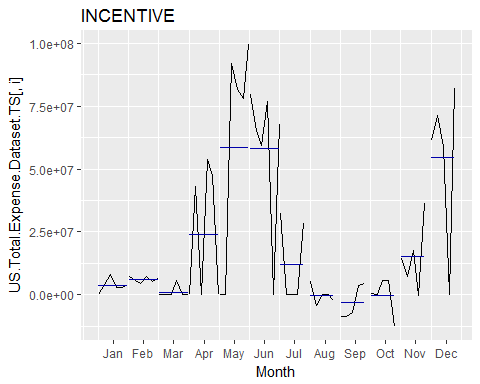 INCENTIVE
US.Total.Expense.Dataset.TS[, i]
1.0e+08
7.5e+07
5.0e+07
2.5e+07
0.0e+00
Jan Feb Mar Apr May Jun Jul Aug Sep Oct Nov Dec
Month